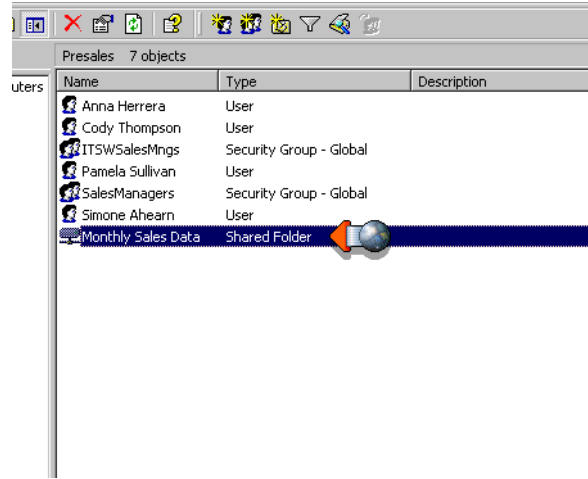 Presales 7 objects
uters
Name Type Description
Anna Herrera User
Cody Thompson User
ITSWSalesMngs Security Group - Global
Pamela Sullivan User
SalesManagers Security Group - Global
Simone Ahearn User
Monthly Sales Data Shared Folder